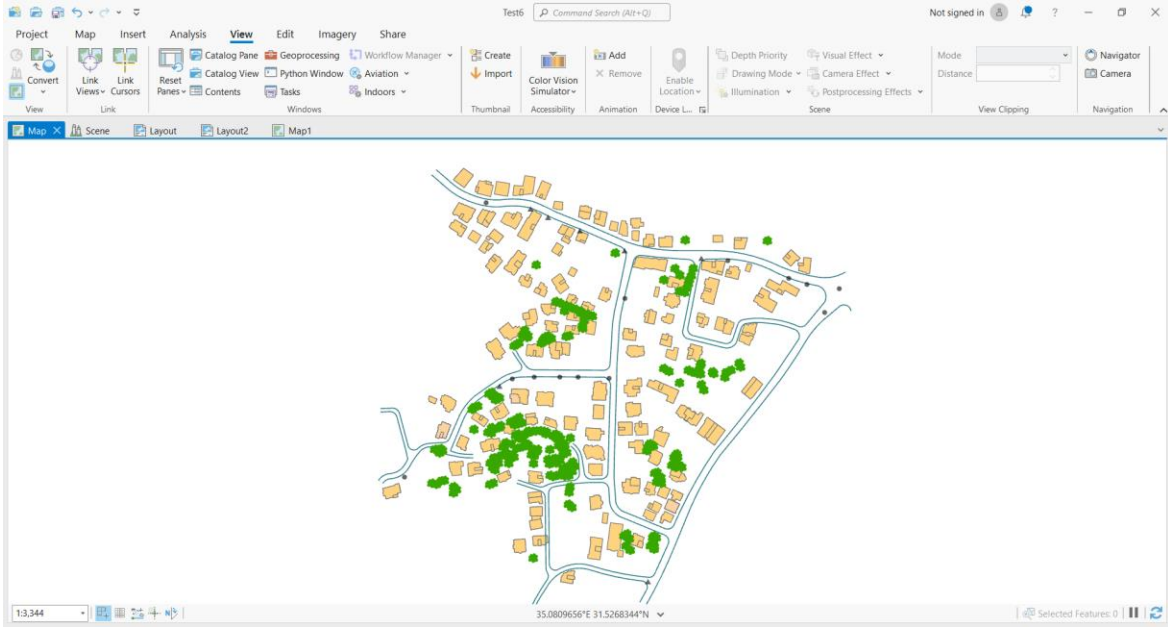 Test6
Command Search (Alt+Q)
Not signed in
?
Project Map Insert Analysis View Edit Imagery Share
Convert
Link Views
Link Cursors
Reset Panes
Catalog Pane
Catalog View
Contents
Geoprocessing
Python Window
Tasks
Workflow Manager
Aviation
Indoors
Create
Import
Color Vision Simulator
Add
Remove
Enable Location
Depth Priority
Drawing Mode
Illumination
Visual Effect
Camera Effect
Postprocessing Effects
Mode
Distance
Navigator
Camera
View Link Windows Thumbnail Accessibility Animation Device L... Scene View Clipping Navigation
Map Scene Layout Layout2 Map1
1:3,344
35.0809656°E 31.5268344°N
Selected Features: 0